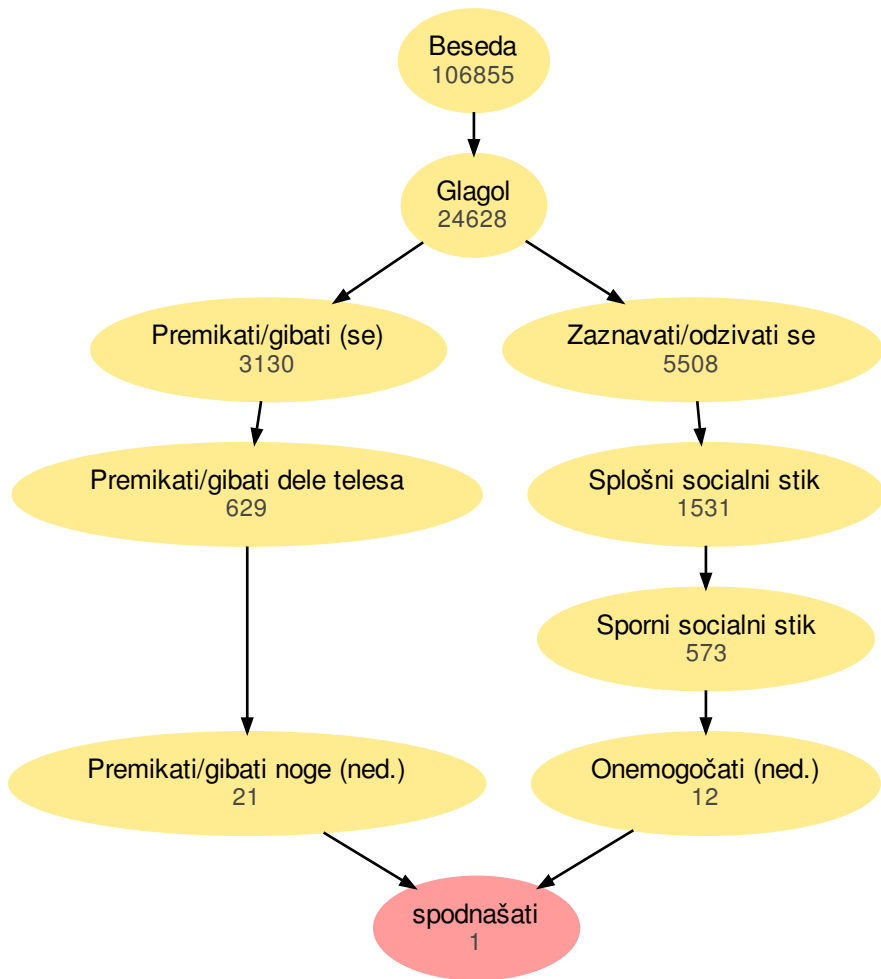 Beseda
106855
Glagol
24628
Premikati/gibati (se)
3130
Zaznavati/odzivati se
5508
Premikati/gibati dele telesa
629
Splošni socialni stik
1531
Sporni socialni stik
573
Premikati/gibati noge (ned.)
21
Onemogočati (ned.)
12
spodnašati
1